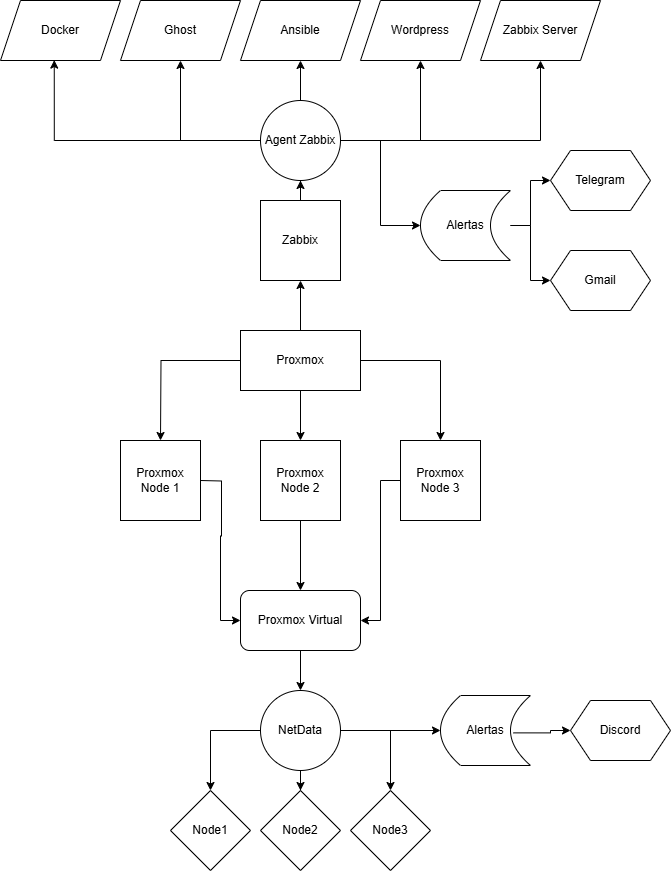 Docker
Ghost
Ansible
Wordpress
Zabbix Server
Agent Zabbix
Telegram
Alertas
Zabbix
Gmail
Proxmox
Proxmox
Node 1
Proxmox
Node 2
Proxmox
Node 3
Proxmox Virtual
NetData
Alertas
Discord
Node1
Node2
Node3